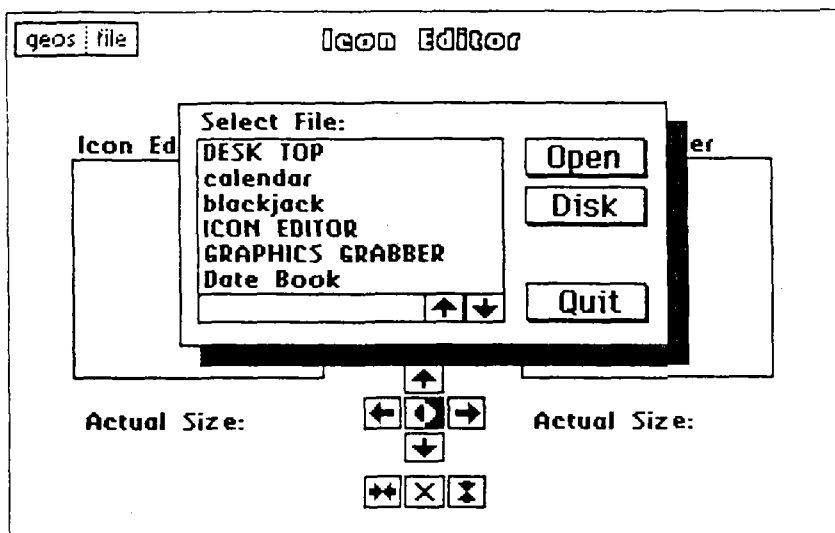 geos file
Icon Editor
Select File:
Icon Ed
er
DESK TOP
calendar
blackjack
ICON EDITOR
GRAPHICS GRABBER
Date Book
Open
Disk
Quit
Actual Size:
Actual Size: